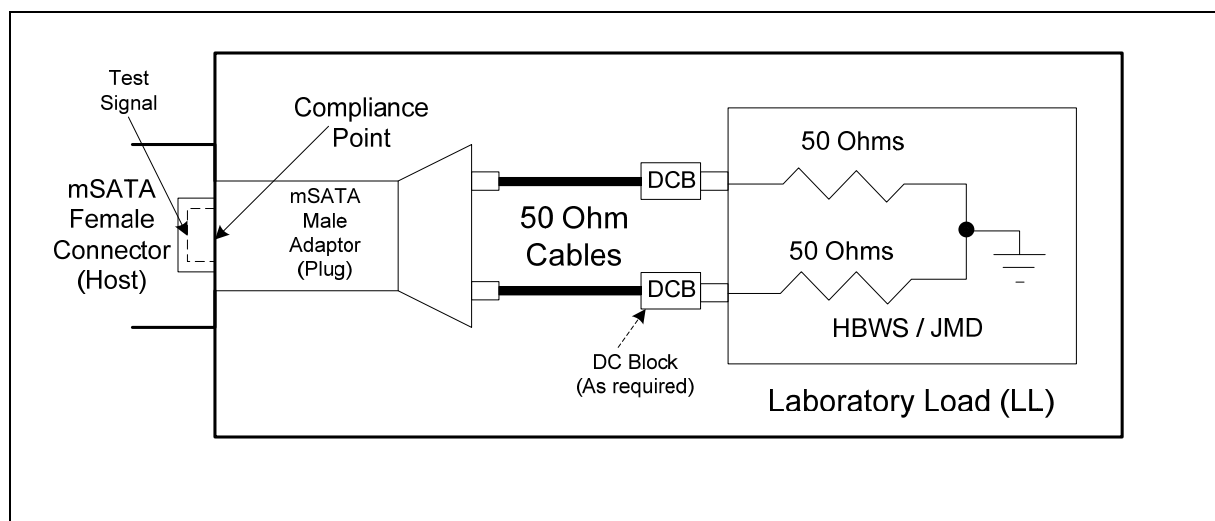 Test
Signal
Compliance
Point
mSATA
Female
Connector
(Host)
mSATA
Male
Adaptor
(Plug)
50 Ohm
Cables
DCB
DCB
DC Block
(As required)
50 Ohms
50 Ohms
HBWS / JMD
Laboratory Load (LL)